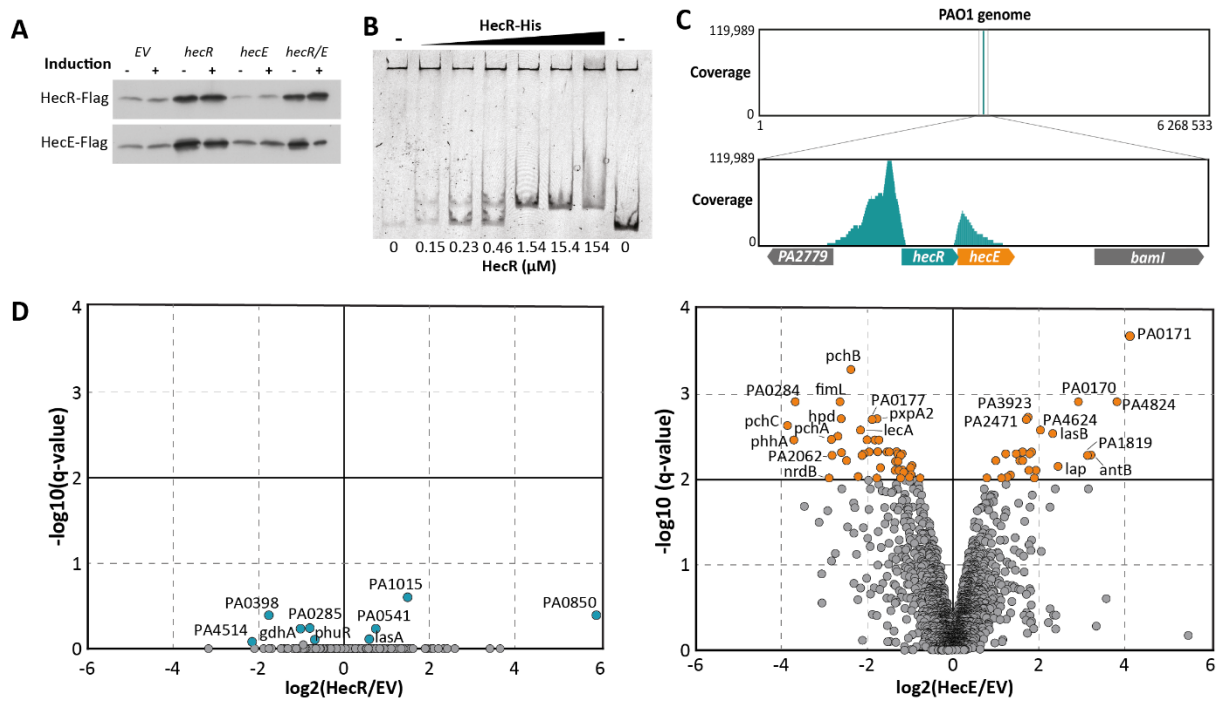 A
EV hecR hecE hecR/E
Induction - + - + - + - +
HecR-Flag
HecE-Flag
B
HecR-His
- -
0 0.15 0.23 0.46 1.54 15.4 154 0
HecR (µM)
C
PAO1 genome
119,989
Coverage
0
1 6 268 533
119,989
Coverage
0
PA2779 hecR hecE bamI
D
4
3
2
1
0
-log10(q-value)
PA1015
PA0398 PA0285 PA0541 PA0850
PA4514 gdhA phuR lasA
-6 -4 -2 0 2 4 6
log2(HecR/EV)
4
3
2
1
0
-log10 (q-value)
PA0171
pchB
PA0284 fimL PA0170
PA0177 PA3923 PA4824
hpd pxpA2 PA4624
pchC PA2471 lasB
pchA lecA PA1819
phhA
PA2062 lap antB
nrdB
-6 -4 -2 0 2 4 6
log2(HecE/EV)